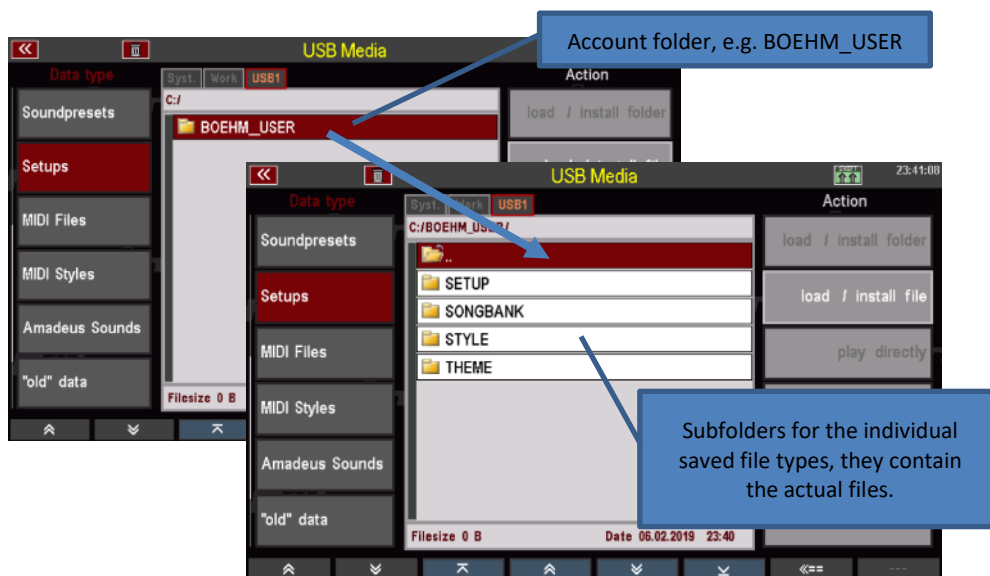 USB Media
Account folder, e.g. BOEHM_USER
Data type
Syst. Work USB1
Action
C:/
Soundpresets
load / install folder
BOEHM_USER
Setups
MIDI Files
MIDI Styles
Amadeus Sounds
"old" data
Filesize 0 B
USB Media
23:41:08
Data type
Syst. Work USB1
Action
C:/BOEHM_USER/
Soundpresets
load / install folder
..
SETUP
Setups
load / install file
SONGBANK
STYLE
MIDI Files
play directly
THEME
MIDI Styles
Subfolders for the individual
saved file types, they contain
the actual files.
Amadeus Sounds
"old" data
Filesize 0 B
Date 06.02.2019 23:40
«==
---